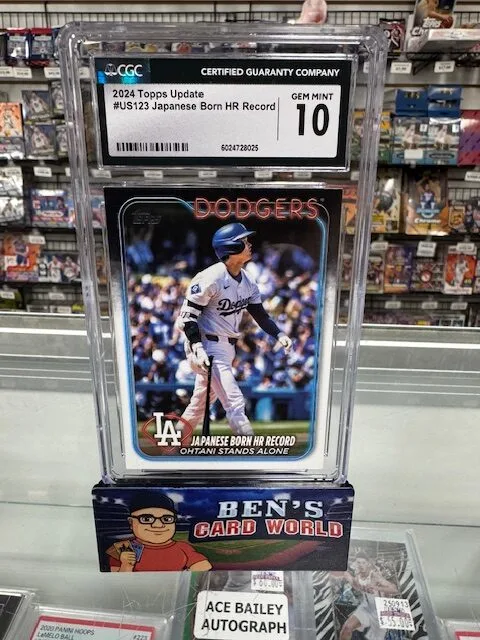 CGC
CERTIFIED GUARANTY COMPANY
2024 Topps Update
#US123 Japanese Born HR Record
GEM MINT
10
6024728025
DODGERS
Dodgers
LA
JAPANESE BORN HR RECORD
OHTANI STANDS ALONE
BEN'S
CARD WORLD
ACE BAILEY
AUTOGRAPH
2020 PANINI HOOPS
LaMELO BALL
#223